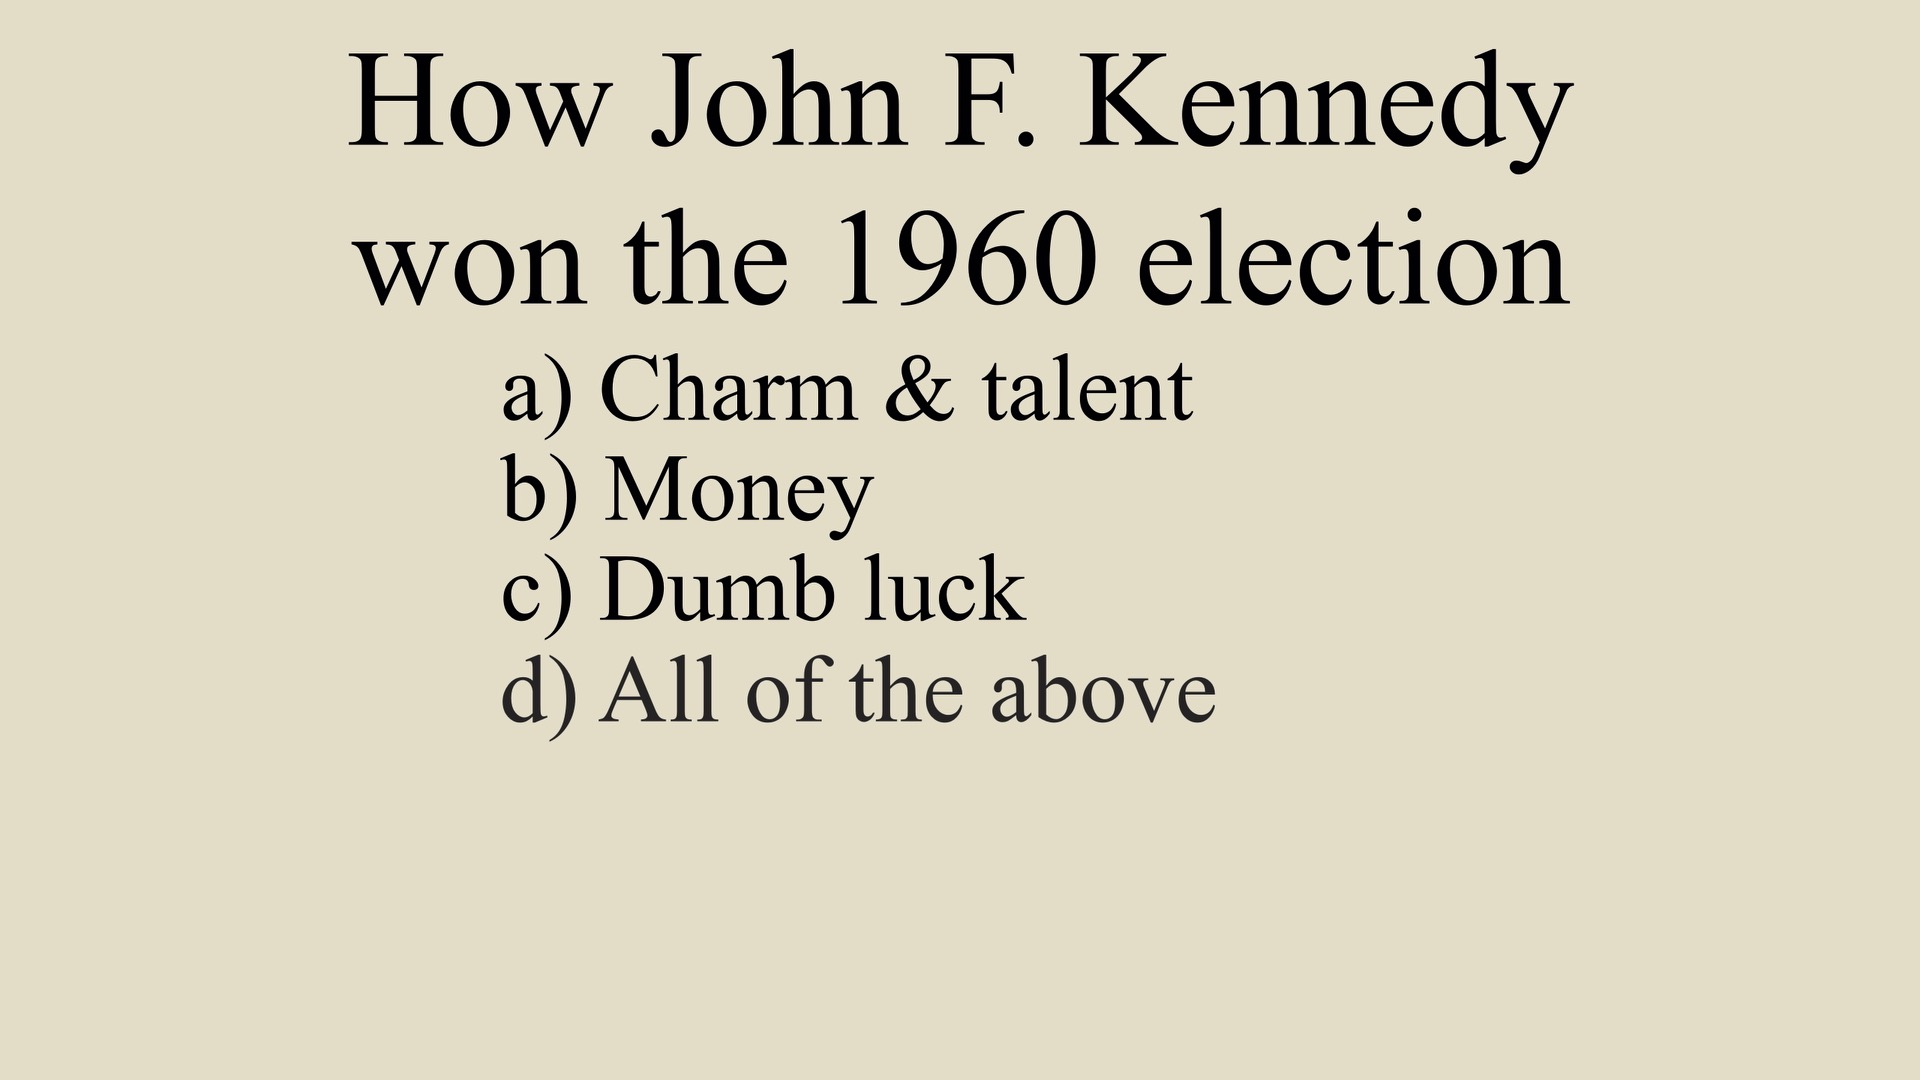 How John F. Kennedy
won the 1960 election
a) Charm & talent
b) Money
c) Dumb luck
d) All of the above